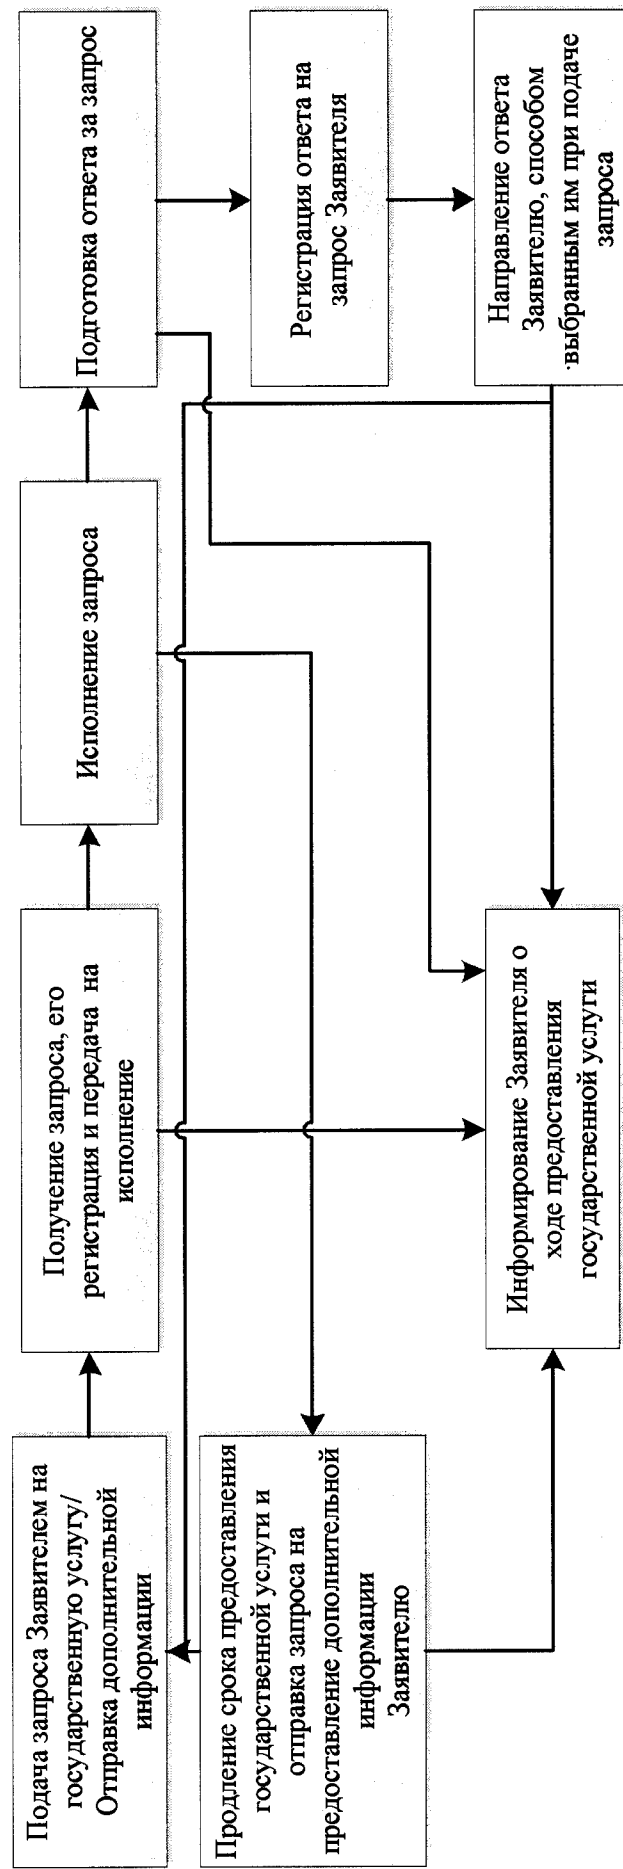 Подача запроса Заявителем на
государственную услугу/
Отправка дополнительной
информации
Получение запроса, его
регистрация и передача на
исполнение
Исполнение запроса
Подготовка ответа за запрос
Продление срока предоставления
государственной услуги и
отправка запроса на
предоставление дополнительной
информации
Заявителю
Регистрация ответа на
запрос Заявителя
Информирование Заявителя о
ходе предоставления
государственной услуги
Направление ответа
Заявителю, способом
выбранным им при подаче
запроса